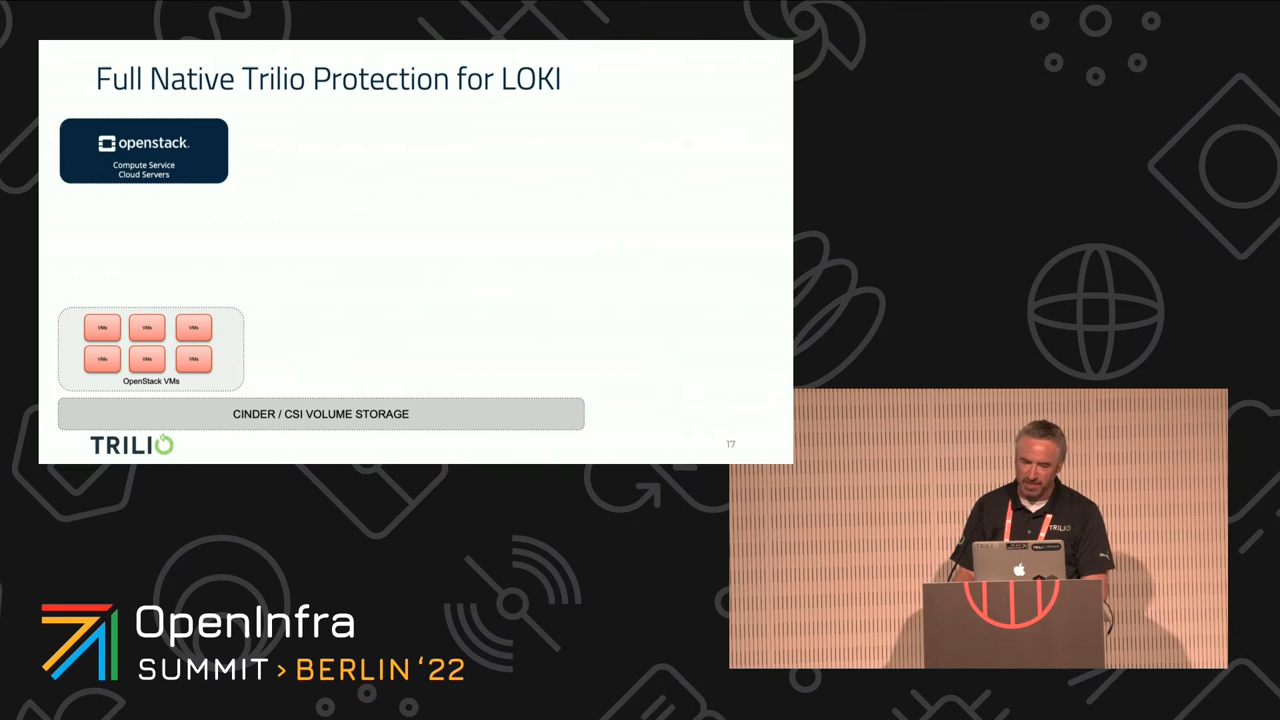 Full Native Trilio Protection for LOKI
openstack.
Compute Service
Cloud Servers
VMs VMs VMs
VMs VMs VMs
OpenStack VMs
CINDER / CSI VOLUME STORAGE
TRILIO
17
TRILIO
OpenInfra
SUMMIT > BERLIN ‘22